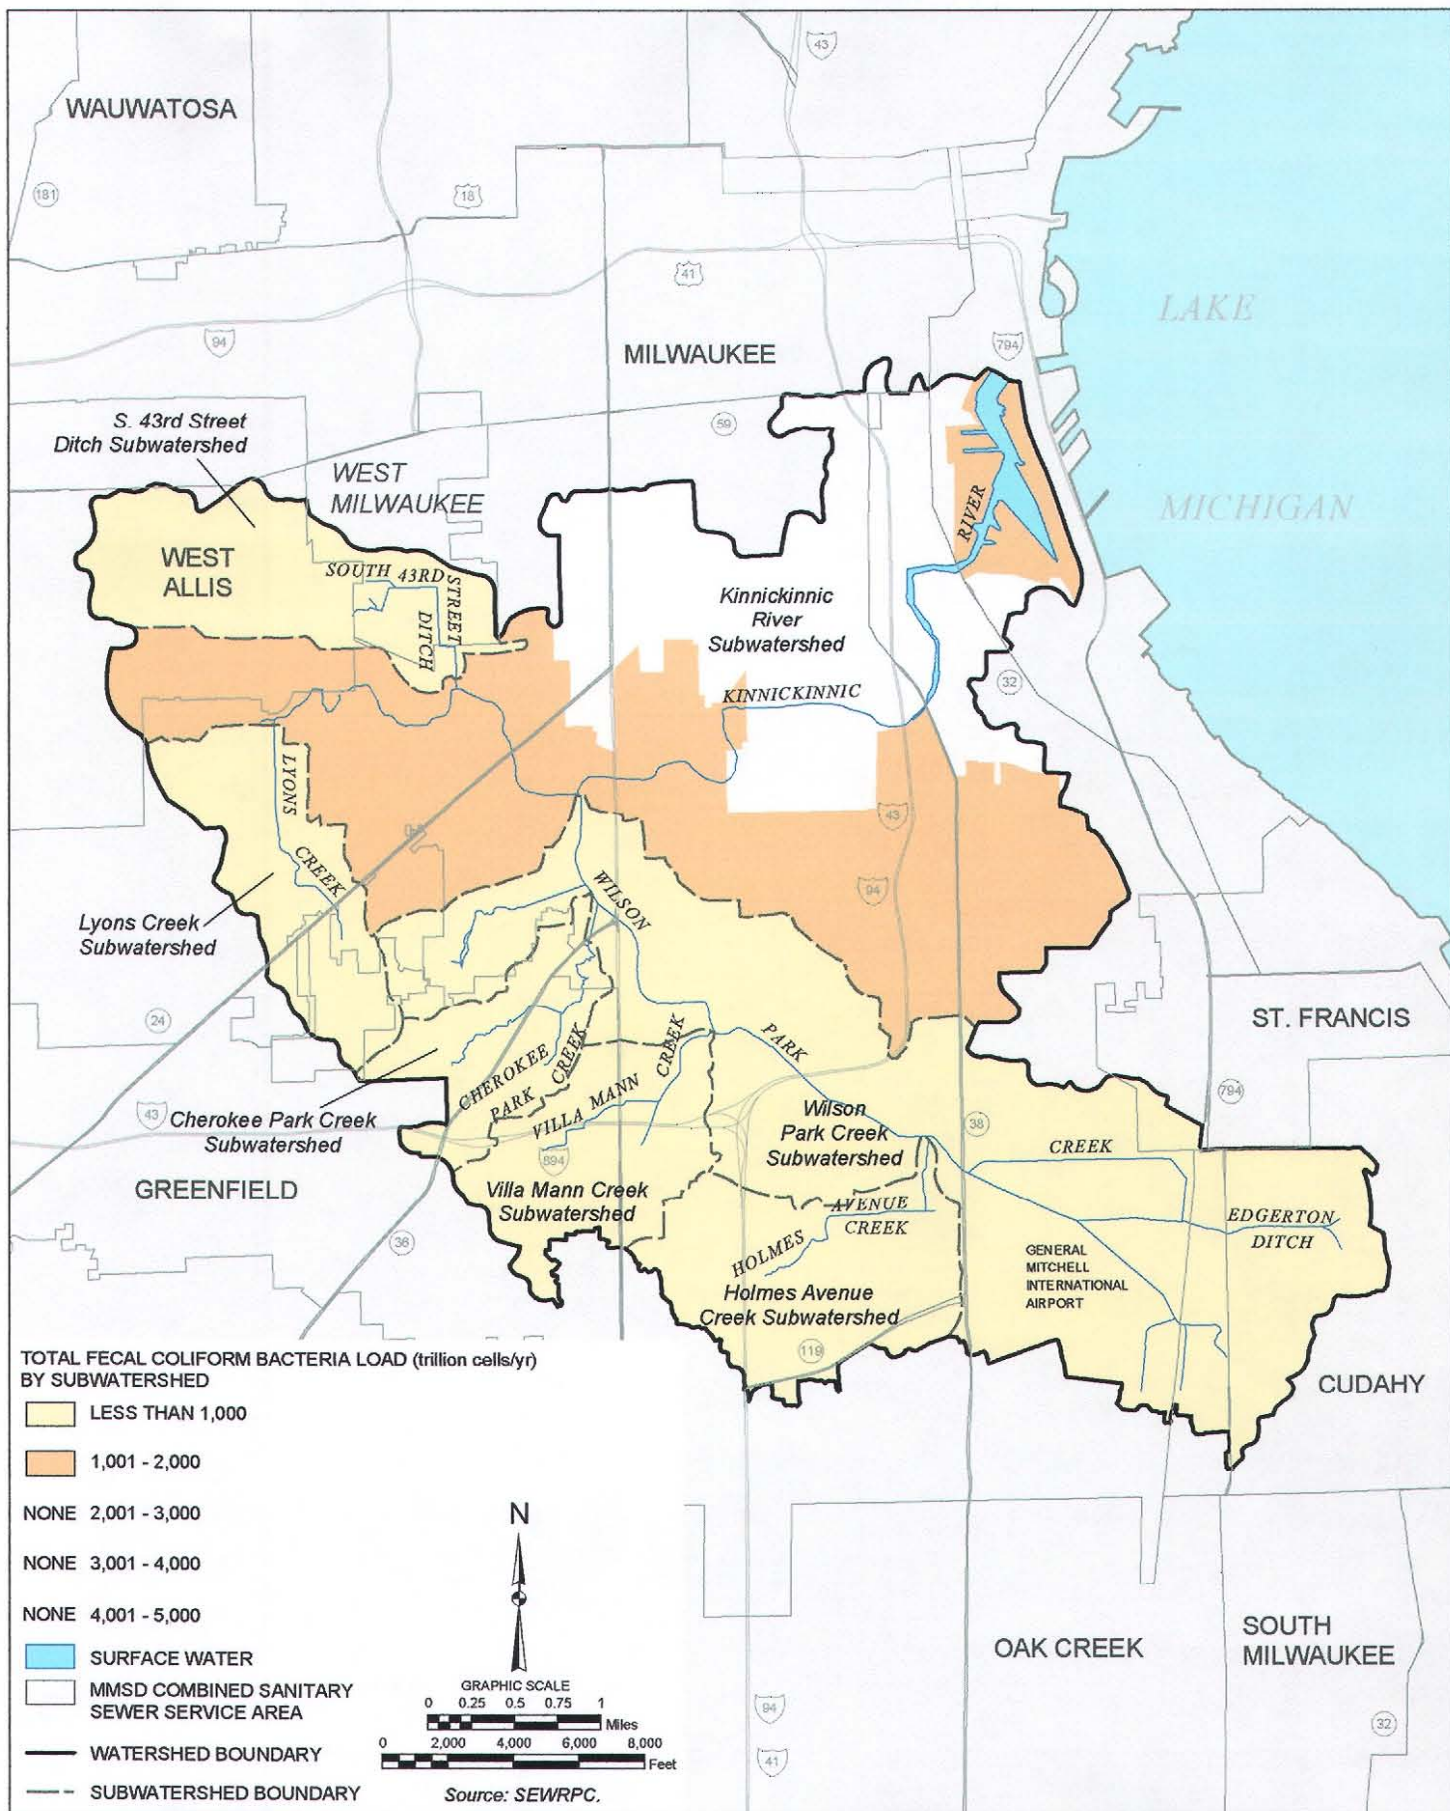 43
WAUWATOSA
181
18
41
LAKE
94
794
MILWAUKEE
S. 43rd Street
Ditch Subwatershed
59
WEST
MILWAUKEE
MICHIGAN
RIVER
WEST
ALLIS
SOUTH 43RD
STREET
DITCH
Kinnickinnic
River
Subwatershed
32
KINNICKINNIC
LYONS
CREEK
43
94
WILSON
Lyons Creek
Subwatershed
24
PARK
ST. FRANCIS
CHEROKEE
PARK CREEK
VILLA MANN
CREEK
43
794
Cherokee Park Creek
Subwatershed
Wilson
Park Creek
Subwatershed
38
CREEK
894
GREENFIELD
Villa Mann Creek
Subwatershed
AVENUE
CREEK
HOLMES
EDGERTON
DITCH
36
GENERAL
MITCHELL
INTERNATIONAL
AIRPORT
Holmes Avenue
Creek Subwatershed
119
CUDAHY
TOTAL FECAL COLIFORM BACTERIA LOAD (trillion cells/yr)
BY SUBWATERSHED
LESS THAN 1,000
1,001 - 2,000
NONE 2,001 - 3,000
NONE 3,001 - 4,000
NONE 4,001 - 5,000
SURFACE WATER
MMSD COMBINED SANITARY
SEWER SERVICE AREA
WATERSHED BOUNDARY
SUBWATERSHED BOUNDARY
N
GRAPHIC SCALE
0 0.25 0.5 0.75 1
Miles
0 2,000 4,000 6,000 8,000
Feet
Source: SEWRPC.
OAK CREEK
SOUTH
MILWAUKEE
94
41
32